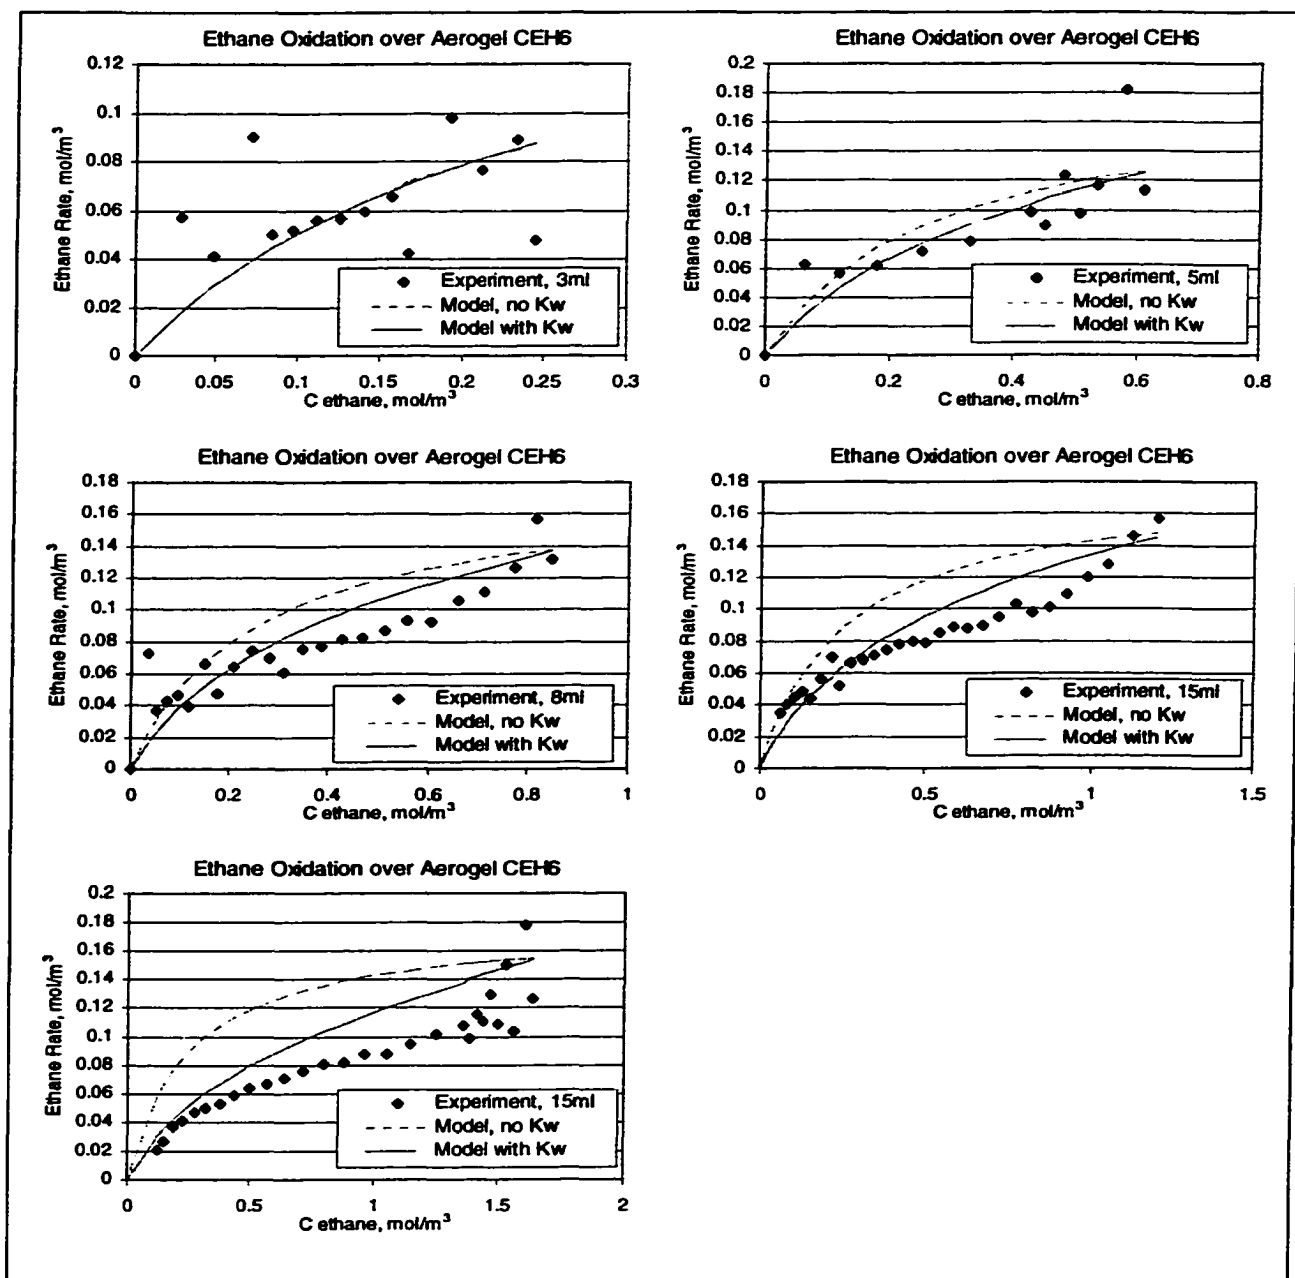 Ethane Oxidation over Aerogel CEH6
0.12
0.1
0.08
0.06
0.04
0.02
0
Ethane Rate, mol/m³
Experiment, 3ml
Model, no Kw
Model with Kw
0 0.05 0.1 0.15 0.2 0.25 0.3
C ethane, mol/m³
Ethane Oxidation over Aerogel CEH6
0.2
0.18
0.16
0.14
0.12
0.1
0.08
0.06
0.04
0.02
0
Ethane Rate, mol/m³
Experiment, 5ml
Model, no Kw
Model with Kw
0 0.2 0.4 0.6 0.8
C ethane, mol/m³
Ethane Oxidation over Aerogel CEH6
0.18
0.16
0.14
0.12
0.1
0.08
0.06
0.04
0.02
0
Ethane Rate, mol/m³
Experiment, 8ml
Model, no Kw
Model with Kw
0 0.2 0.4 0.6 0.8 1
C ethane, mol/m³
Ethane Oxidation over Aerogel CEH6
0.18
0.16
0.14
0.12
0.1
0.08
0.06
0.04
0.02
0
Ethane Rate, mol/m³
Experiment, 15ml
Model, no Kw
Model with Kw
0 0.5 1 1.5
C ethane, mol/m³
Ethane Oxidation over Aerogel CEH6
0.2
0.18
0.16
0.14
0.12
0.1
0.08
0.06
0.04
0.02
0
Ethane Rate, mol/m³
Experiment, 15ml
Model, no Kw
Model with Kw
0 0.5 1 1.5 2
C ethane, mol/m³